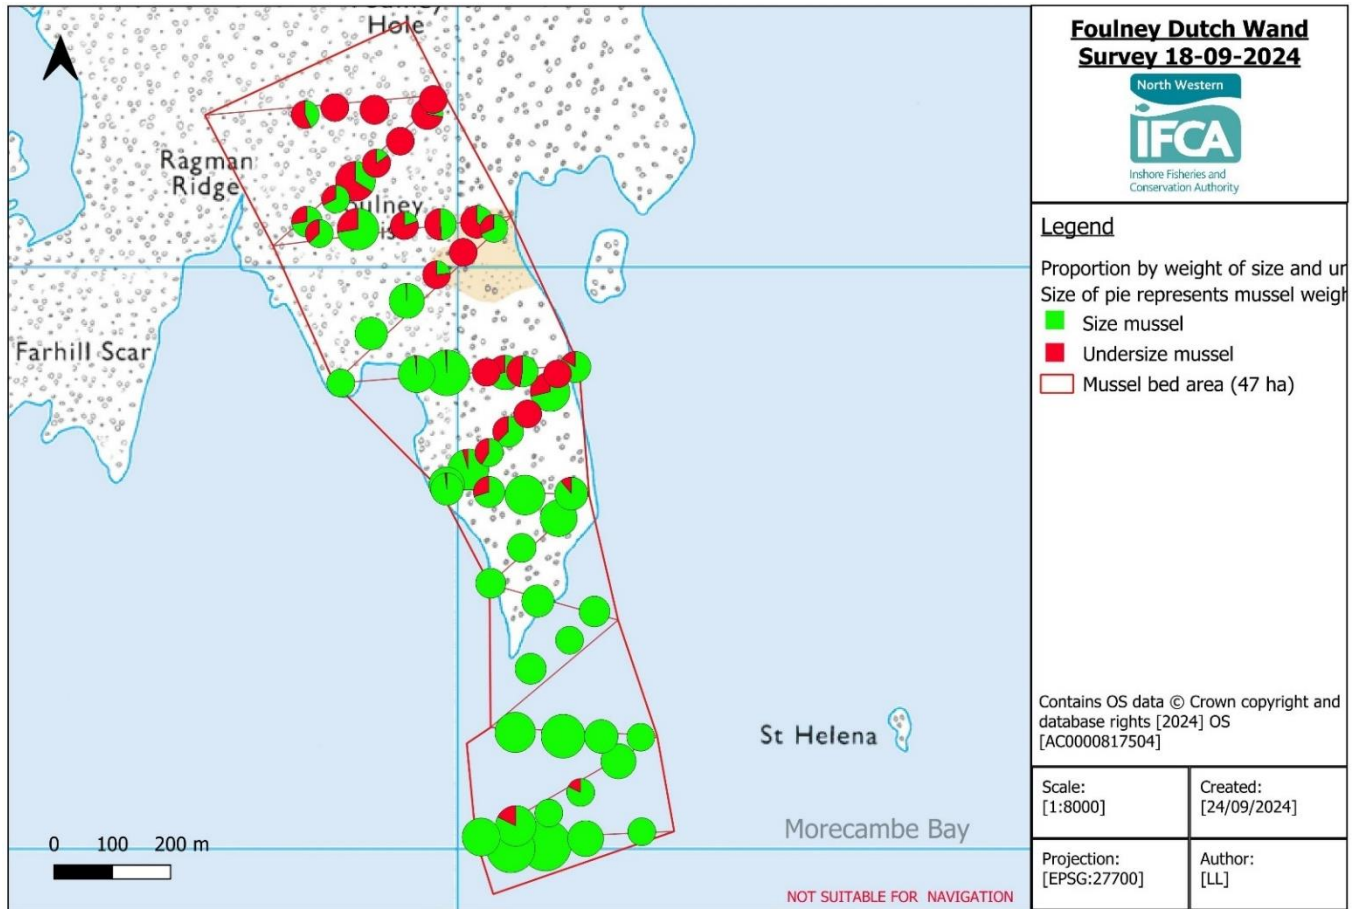 Hole
Ragman
Ridge
Farhill Scar
St Helena
Morecambe Bay
0 100 200 m
NOT SUITABLE FOR NAVIGATION
Foulney Dutch Wand
Survey 18-09-2024
North Western
IFCA
Inshore Fisheries and
Conservation Authority
Legend
Proportion by weight of size and ur
Size of pie represents mussel weigh
Size mussel
Undersize mussel
Mussel bed area (47 ha)
Contains OS data © Crown copyright and
database rights [2024] OS
[AC0000817504]
Scale:
[1:8000]
Created:
[24/09/2024]
Projection:
[EPSG:27700]
Author:
[LL]